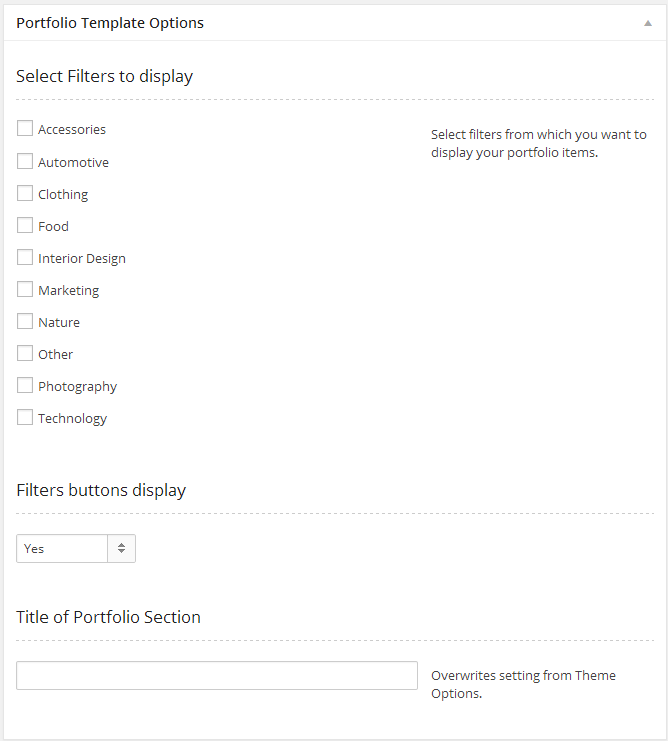 Portfolio Template Options
Select Filters to display
Accessories
Select filters from which you want to
display your portfolio items.
Automotive
Clothing
Food
Interior Design
Marketing
Nature
Other
Photography
Technology
Filters buttons display
Yes
Title of Portfolio Section
Overwrites setting from Theme
Options.